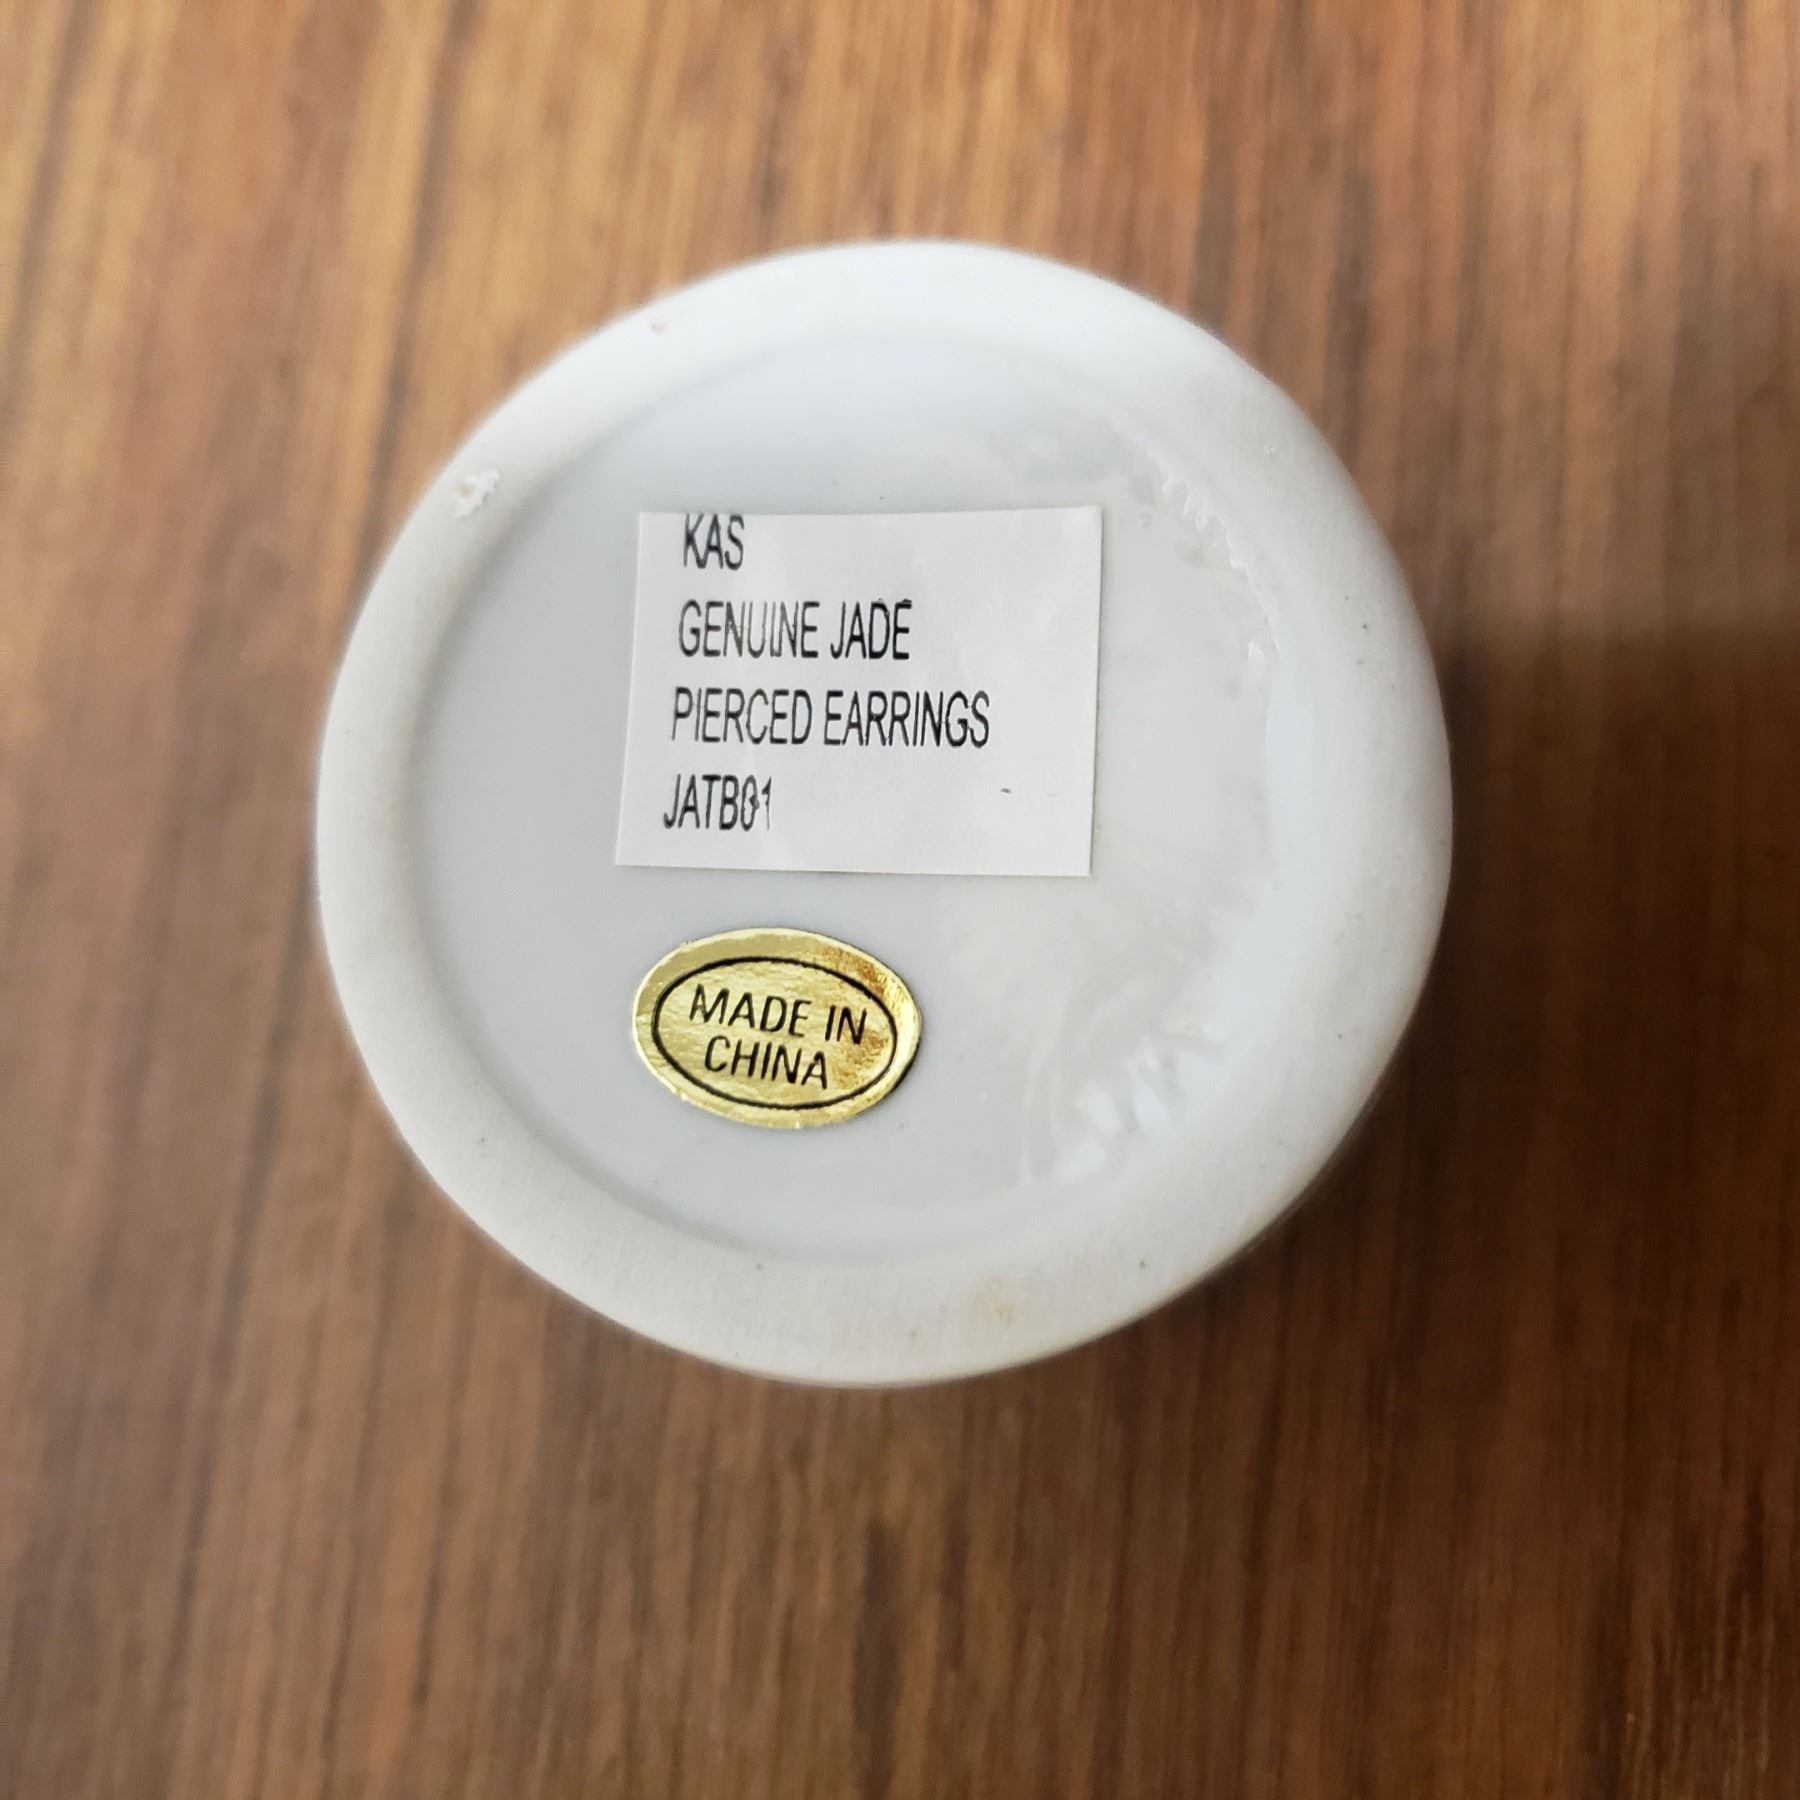 KAS
GENUINE JADE
PIERCED EARRINGS
JATB01
MADE IN
CHINA